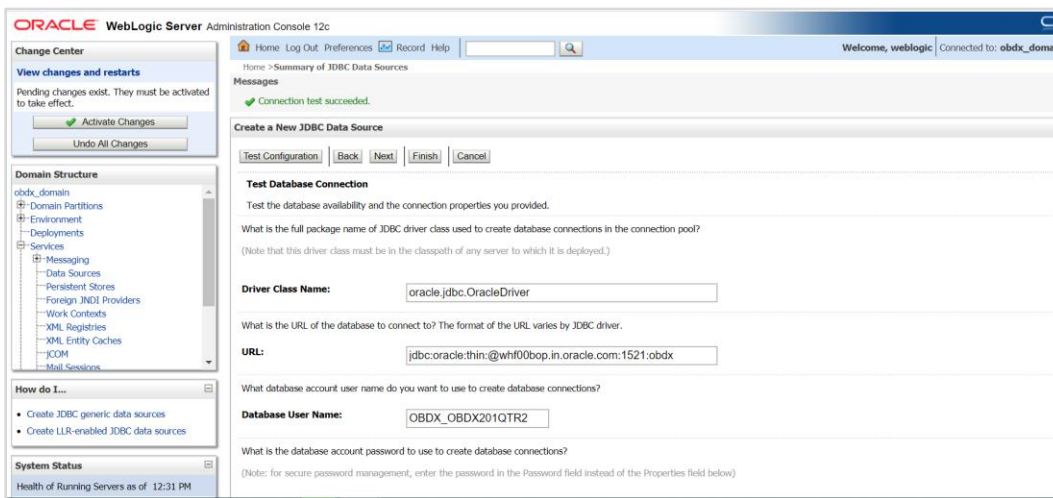 ORACLE WebLogic Server Administration Console 12c
Change Center
View changes and restarts
Pending changes exist. They must be activated
to take effect.
Activate Changes
Undo All Changes
Domain Structure
obdx_domain
Domain Partitions
Environment
Deployments
Services
Messaging
Data Sources
Persistent Stores
Foreign JNDI Providers
Work Contexts
XML Registries
XML Entity Caches
jCOM
Mail Sessions
How do I...
Create JDBC generic data sources
Create LLR-enabled JDBC data sources
System Status
Health of Running Servers as of 12:31 PM
Home Log Out Preferences Record Help
Welcome, weblogic Connected to: obdx_doma
Home >Summary of JDBC Data Sources
Messages
Connection test succeeded.
Create a New JDBC Data Source
Test Configuration Back Next Finish Cancel
Test Database Connection
Test the database availability and the connection properties you provided.
What is the full package name of JDBC driver class used to create database connections in the connection pool?
(Note that this driver class must be in the classpath of any server to which it is deployed.)
Driver Class Name: oracle.jdbc.OracleDriver
What is the URL of the database to connect to? The format of the URL varies by JDBC driver.
URL: jdbc:oracle:thin:@whf00bop.in.oracle.com:1521:obdx
What database account user name do you want to use to create database connections?
Database User Name: OBDX_OBDX201QTR2
What is the database account password to use to create database connections?
(Note: for secure password management, enter the password in the Password field instead of the Properties field below)